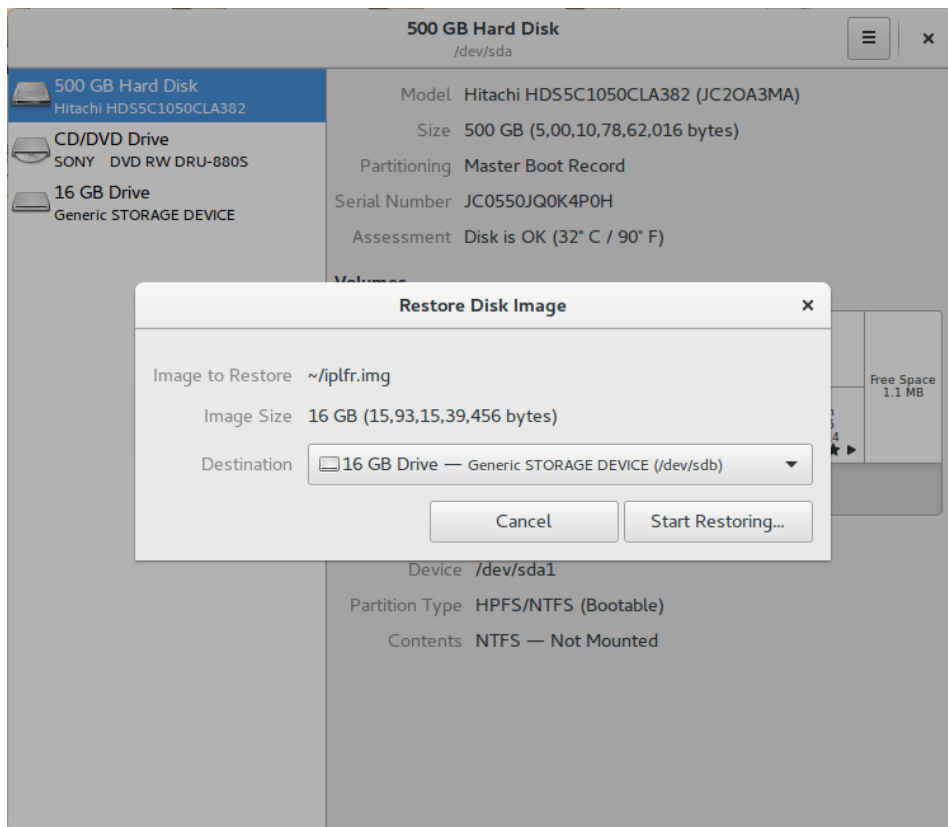 500 GB Hard Disk
/dev/sda
500 GB Hard Disk
Hitachi HDS5C1050CLA382
CD/DVD Drive
SONY DVD RW DRU-880S
16 GB Drive
Generic STORAGE DEVICE
Model Hitachi HDS5C1050CLA382 (JC2OA3MA)
Size 500 GB (5,00,10,78,62,016 bytes)
Partitioning Master Boot Record
Serial Number JC0550JQ0K4P0H
Assessment Disk is OK (32° C / 90° F)
Volumes
Restore Disk Image
Image to Restore ~/iplfr.img
Image Size 16 GB (15,93,15,39,456 bytes)
Destination 16 GB Drive — Generic STORAGE DEVICE (/dev/sdb)
Cancel Start Restoring...
Free Space
1.1 MB
Device /dev/sda1
Partition Type HPFS/NTFS (Bootable)
Contents NTFS — Not Mounted